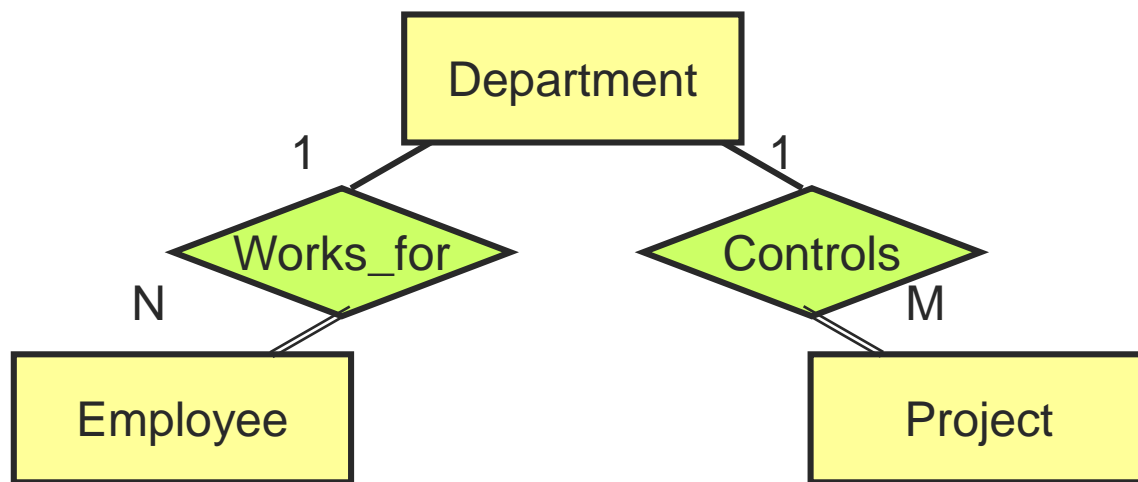 Department
1
1
Works_for
Controls
N
M
Employee
Project